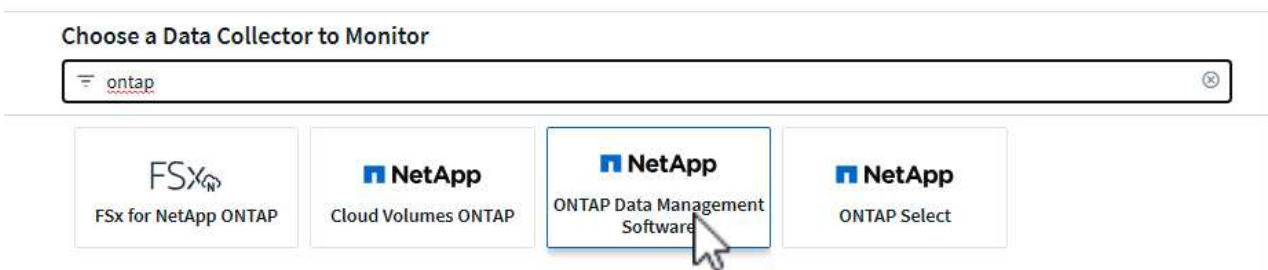 Choose a Data Collector to Monitor
ontap
FSx
N
FSx for NetApp ONTAP
NetApp
Cloud Volumes ONTAP
NetApp
ONTAP Data Management
Software
NetApp
ONTAP Select